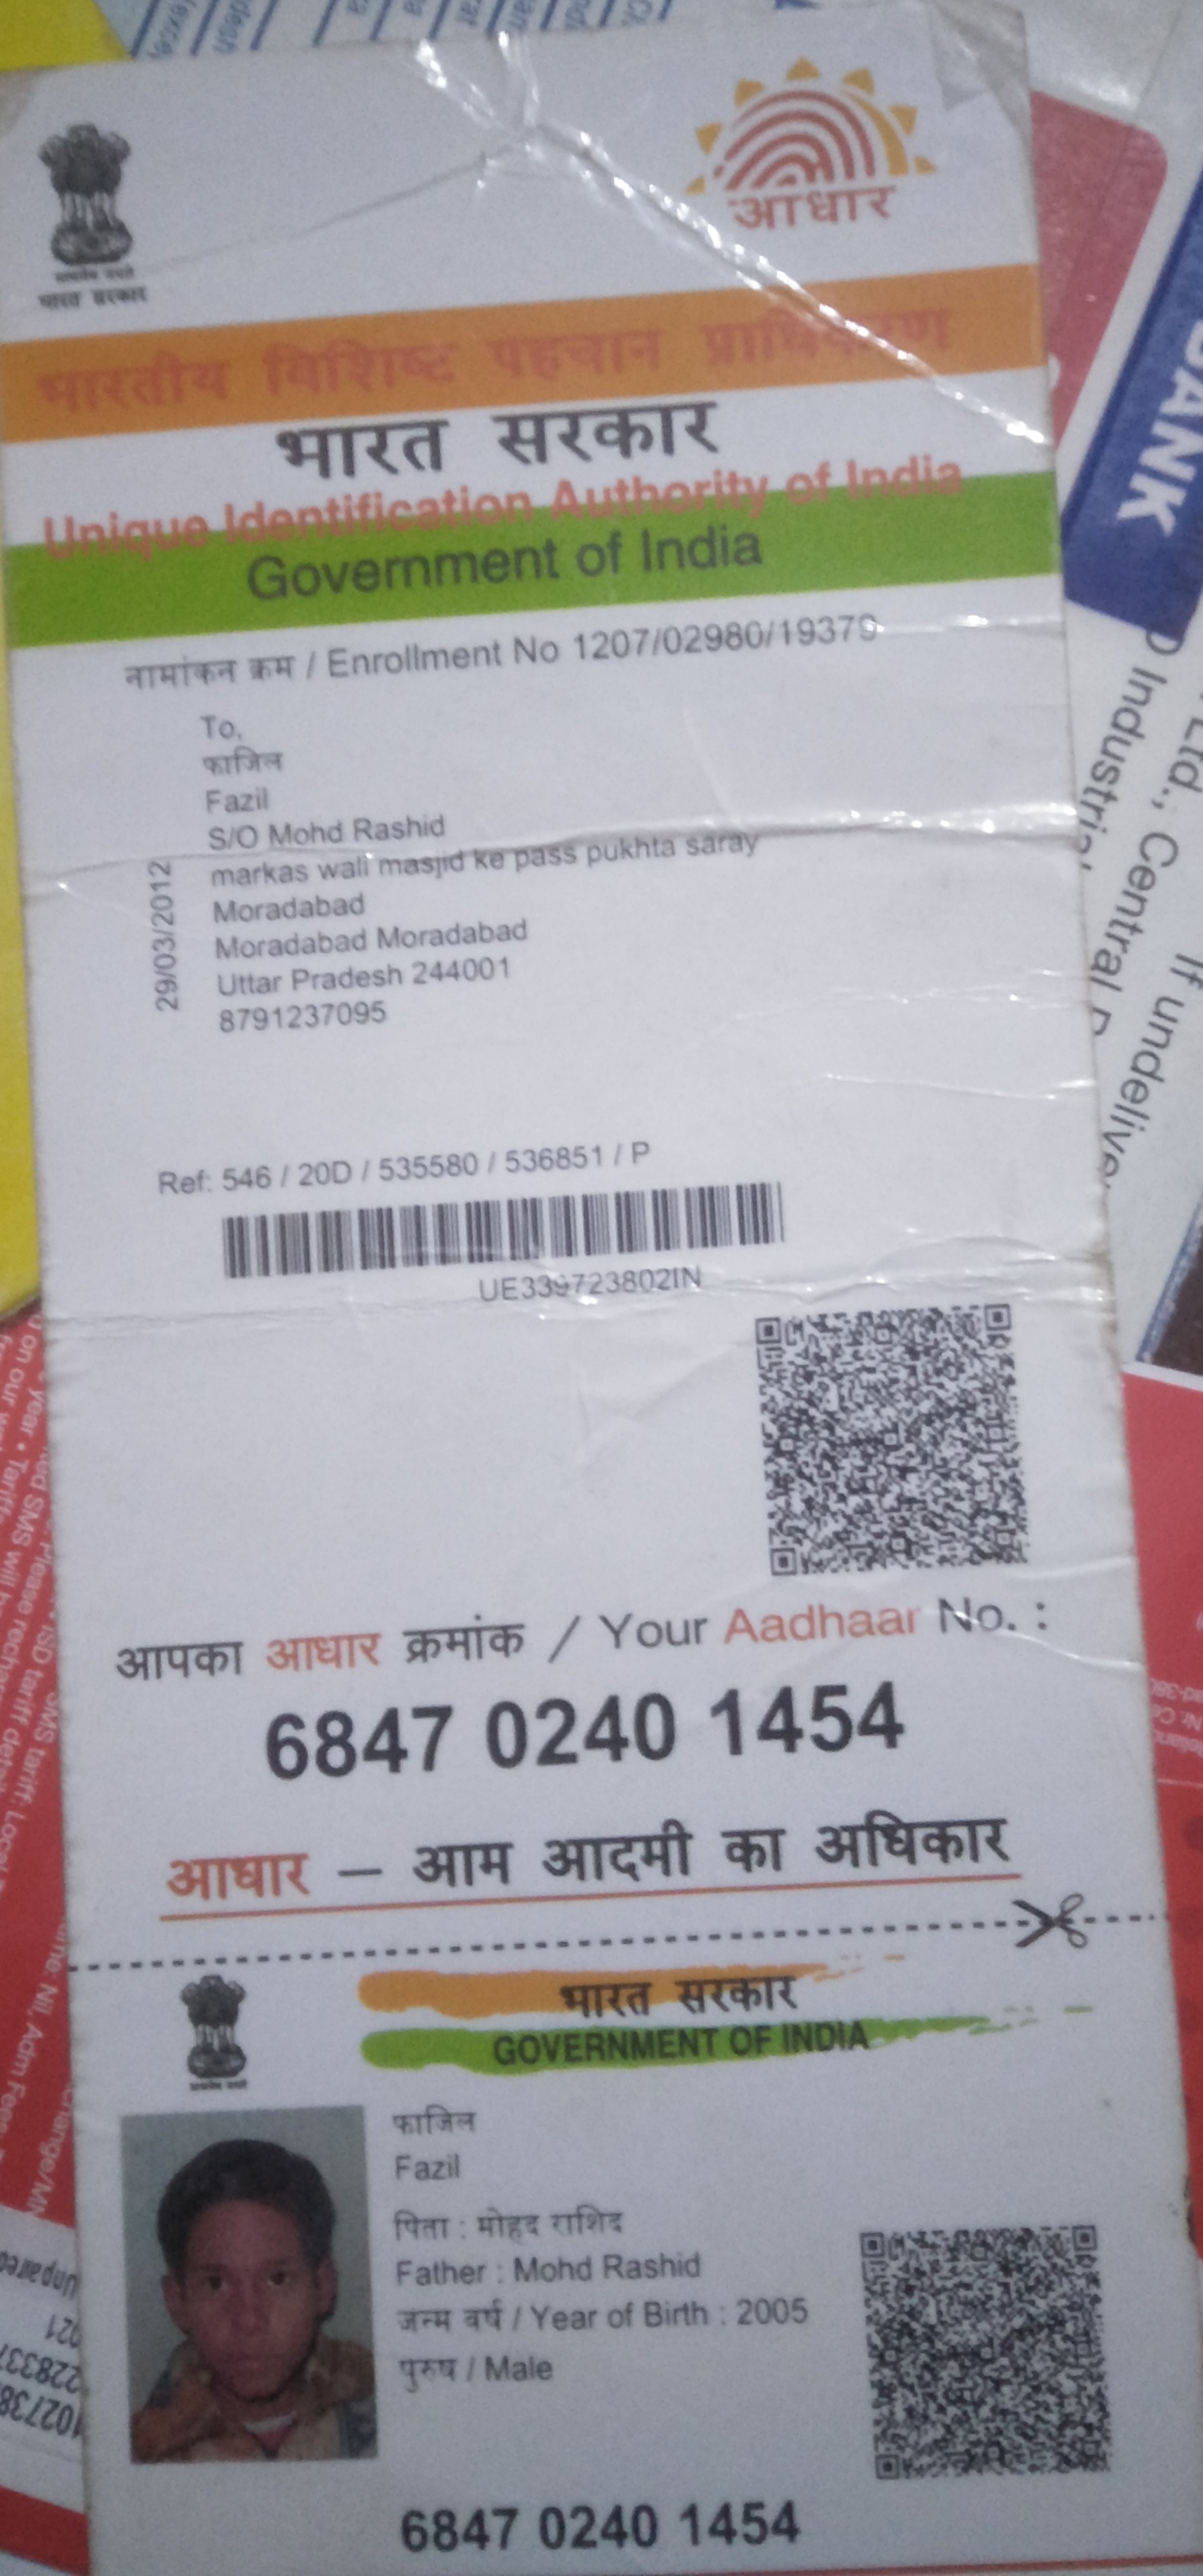 आधार
भारत सरकार
भारतीय विशिष्ट पहचान प्राधिकरण
भारत सरकार
Unique Identification Authority of India
Government of India
नामांकन क्रम / Enrollment No 1207/02980/19379
To,
फाजिल
Fazil
S/O Mohd Rashid
markas wali masjid ke pass pukhta saray
Moradabad
Moradabad Moradabad
Uttar Pradesh 244001
8791237095
29/03/2012
Ref: 546 / 20D / 535580 / 536851 / P
UE339723802IN
आपका आधार क्रमांक / Your Aadhaar No. :
6847 0240 1454
आधार – आम आदमी का अधिकार
भारत सरकार
GOVERNMENT OF INDIA
फाजिल
Fazil
पिता : मोहद राशिद
Father : Mohd Rashid
जन्म वर्ष / Year of Birth : 2005
पुरुष / Male
6847 0240 1454
BANK
Industrial
Ltd., Central
If